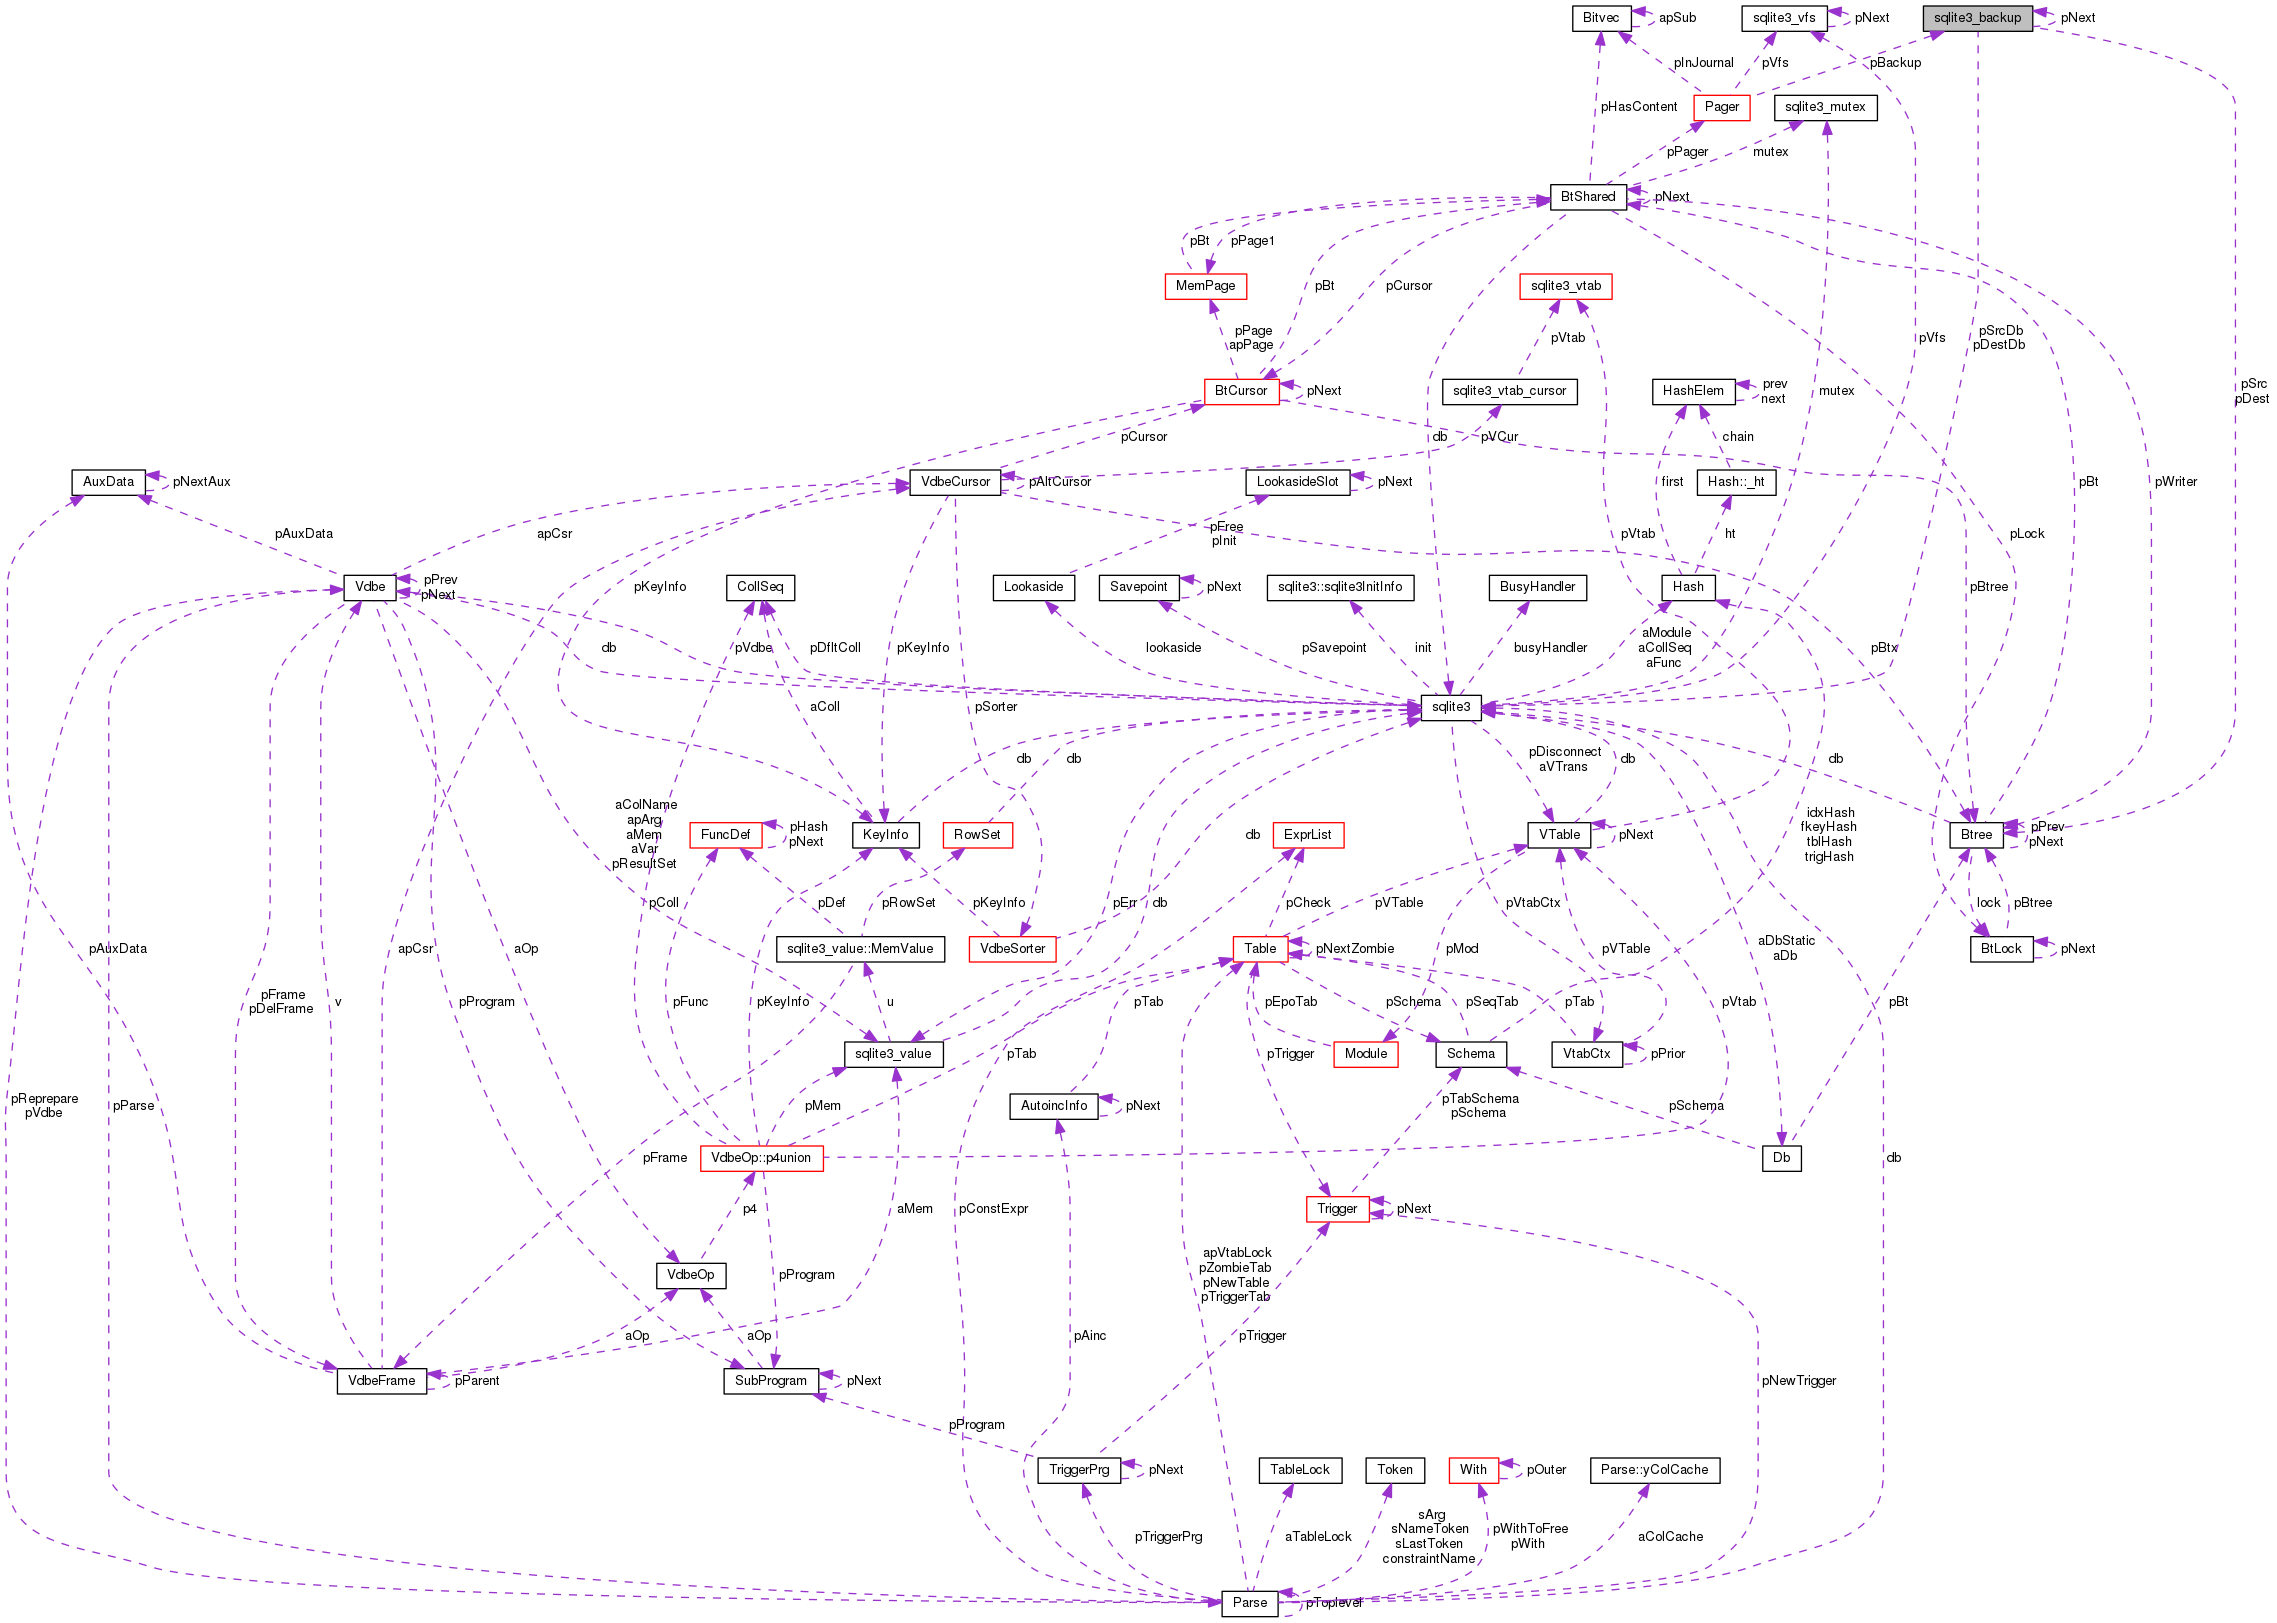 Bitvec
apSub
sqlite3_vfs
pNext
sqlite3_backup
pNext
pInJournal
pVfs
pBackup
pHasContent
Pager
sqlite3_mutex
pPager
mutex
BtShared
pNext
pBt
pPage1
MemPage
pBt
pCursor
sqlite3_vtab
pPage
apPage
pVtab
pVfs
pSrcDb
pDestDb
BtCursor
pNext
sqlite3_vtab_cursor
HashElem
prev
next
mutex
pSrc
pDest
pCursor
db
pVCur
chain
AuxData
pNextAux
VdbeCursor
pAltCursor
LookasideSlot
pNext
first
Hash::_ht
pBt
pWriter
pAuxData
apCsr
pFree
pInit
pVtab
ht
pLock
Vdbe
pPrev
pNext
pKeyInfo
CollSeq
Lookaside
Savepoint
pNext
sqlite3::sqlite3InitInfo
BusyHandler
Hash
pBtree
db
pVdbe
pDfltColl
pKeyInfo
lookaside
pSavepoint
init
busyHandler
aModule
aCollSeq
aFunc
pBtx
aColl
pSorter
sqlite3
db
db
pDisconnect
aVTrans
db
db
aColName
apArg
aMem
aVar
pResultSet
FuncDef
pHash
pNext
KeyInfo
RowSet
db
ExprList
VTable
pNext
idxHash
fkeyHash
tblHash
trigHash
Btree
pPrev
pNext
pColl
pDef
pRowSet
pKeyInfo
pErr
db
pCheck
pVTable
pVtabCtx
lock
pBtree
pAuxData
apCsr
aOp
sqlite3_value::MemValue
VdbeSorter
Table
pNextZombie
pMod
pVTable
aDbStatic
aDb
BtLock
pNext
pFrame
pDelFrame
v
pProgram
pFunc
pKeyInfo
u
pTab
pEpoTab
pSchema
pSeqTab
pTab
pVtab
pBt
sqlite3_value
pTab
pTrigger
Module
Schema
VtabCtx
pPrior
pReprepare
pVdbe
pParse
pMem
AutoincInfo
pNext
pTabSchema
pSchema
pSchema
pFrame
VdbeOp::p4union
Db
db
p4
aMem
pConstExpr
Trigger
pNext
VdbeOp
pProgram
apVtabLock
pZombieTab
pNewTable
pTriggerTab
aOp
aOp
pAinc
pTrigger
VdbeFrame
pParent
SubProgram
pNext
pNewTrigger
pProgram
TriggerPrg
pNext
TableLock
Token
With
pOuter
Parse::yColCache
pTriggerPrg
aTableLock
sArg
sNameToken
sLastToken
constraintName
pWithToFree
pWith
aColCache
Parse
pToplevel